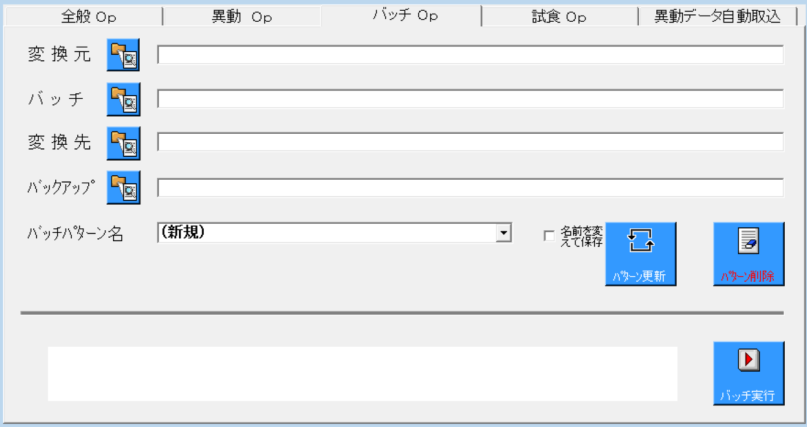 全般 Op
異動 Op
バッチ Op
試食 Op
異動データ自動取込
変換元
バッチ
変換先
ﾊﾞｯｸｱｯﾌﾟ
ﾊﾞｯﾁﾊﾟﾀｰﾝ名
(新規)
名前を変
えて保存
ﾊﾟﾀｰﾝ更新
ﾊﾟﾀｰﾝ削除
バッチ実行